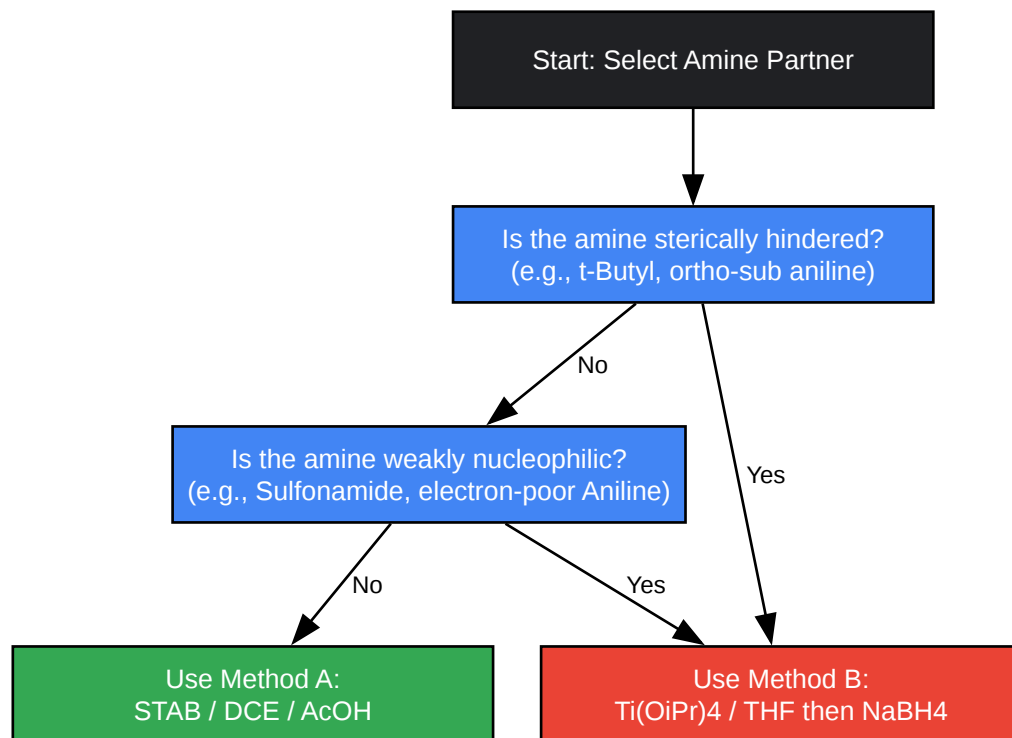 Start: Select Amine Partner
Is the amine sterically hindered?
(e.g., t-Butyl, ortho-sub aniline)
No
Is the amine weakly nucleophilic?
(e.g., Sulfonamide, electron-poor Aniline)
Yes
No
Yes
Use Method A:
STAB / DCE / AcOH
Use Method B:
Ti(OiPr)4 / THF then NaBH4